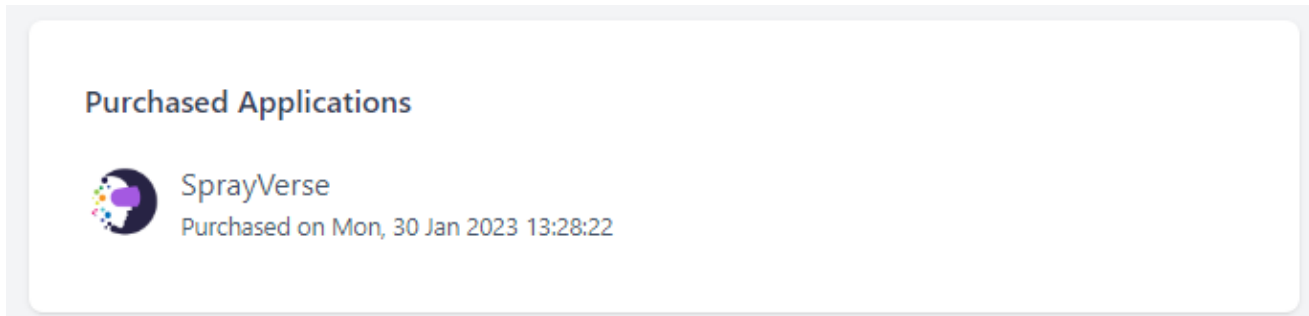 Purchased Applications
SprayVerse
Purchased on Mon, 30 Jan 2023 13:28:22